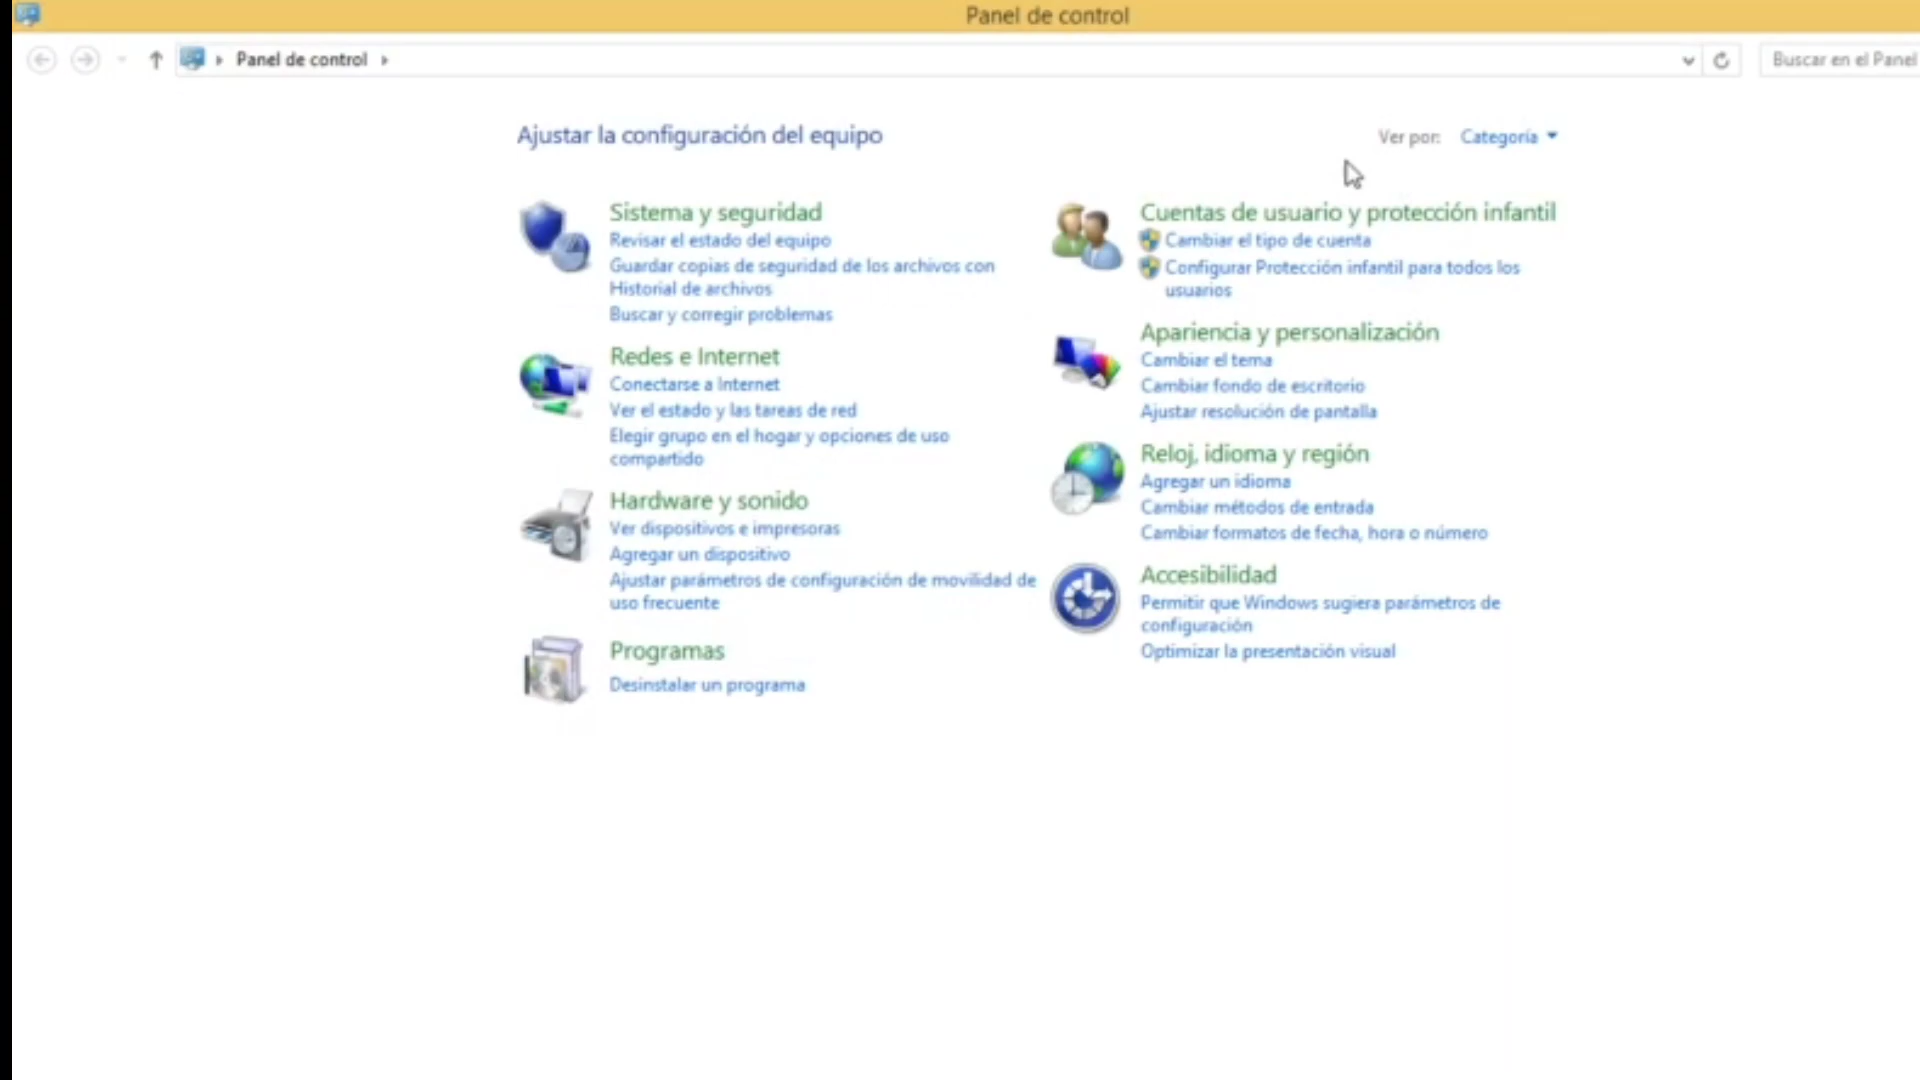 Panel de control
Panel de control
Buscar en el Panel
Ajustar la configuración del equipo
Ver por: Categoría
Sistema y seguridad
Revisar el estado del equipo
Guardar copias de seguridad de los archivos con
Historial de archivos
Buscar y corregir problemas
Redes e Internet
Conectarse a Internet
Ver el estado y las tareas de red
Elegir grupo en el hogar y opciones de uso
compartido
Hardware y sonido
Ver dispositivos e impresoras
Agregar un dispositivo
Ajustar parámetros de configuración de movilidad de
uso frecuente
Programas
Desinstalar un programa
Cuentas de usuario y protección infantil
Cambiar el tipo de cuenta
Configurar Protección infantil para todos los
usuarios
Apariencia y personalización
Cambiar el tema
Cambiar fondo de escritorio
Ajustar resolución de pantalla
Reloj, idioma y región
Agregar un idioma
Cambiar métodos de entrada
Cambiar formatos de fecha, hora o número
Accesibilidad
Permitir que Windows sugiera parámetros de
configuración
Optimizar la presentación visual